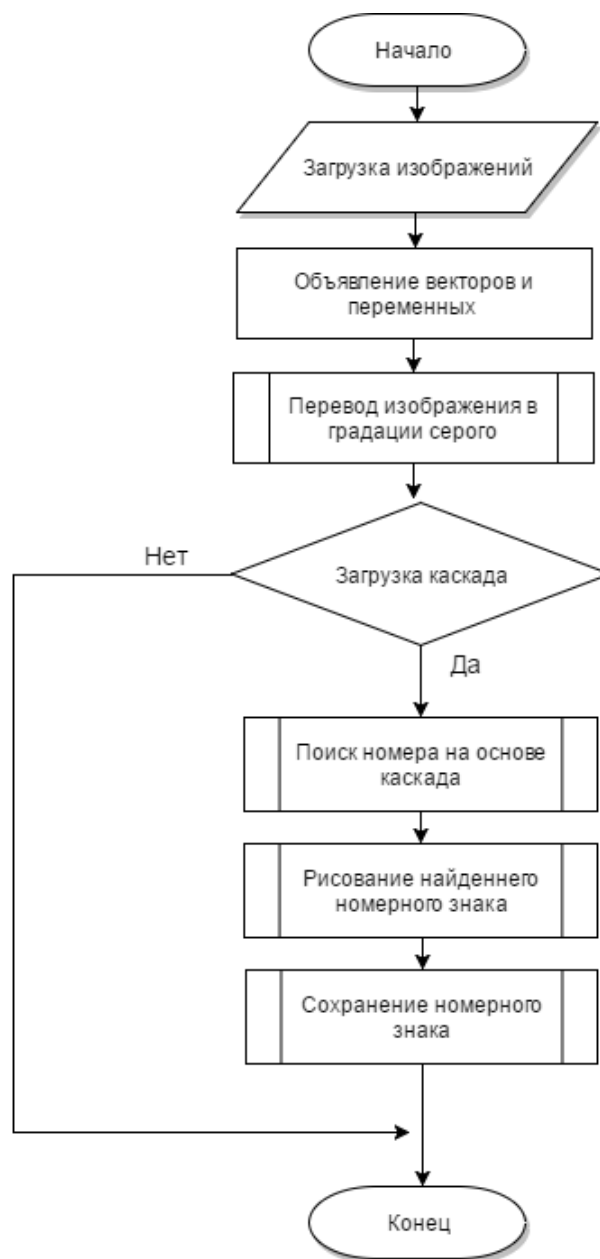 Начало
Загрузка изображений
Объявление векторов и
переменных
Перевод изображения в
градации серого
Нет
Загрузка каскада
Да
Поиск номера на основе
каскада
Рисование найденнего
номерного знака
Сохранение номерного
знака
Конец